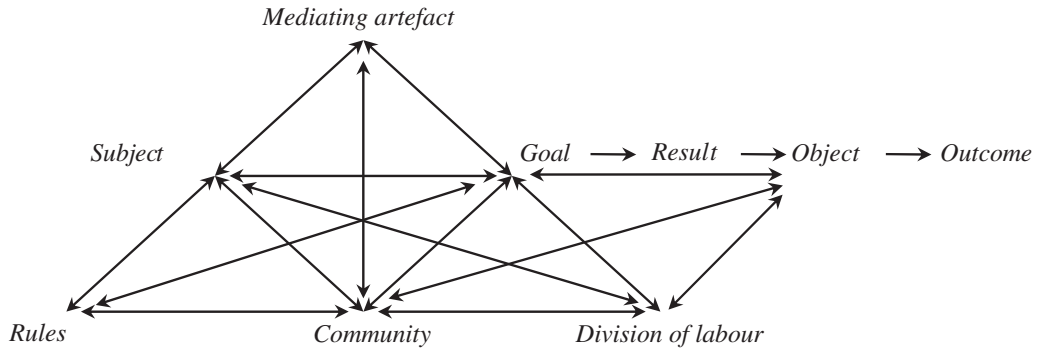 Mediating artefact
Subject
Goal
Result
Object
Outcome
Rules
Community
Division of labour